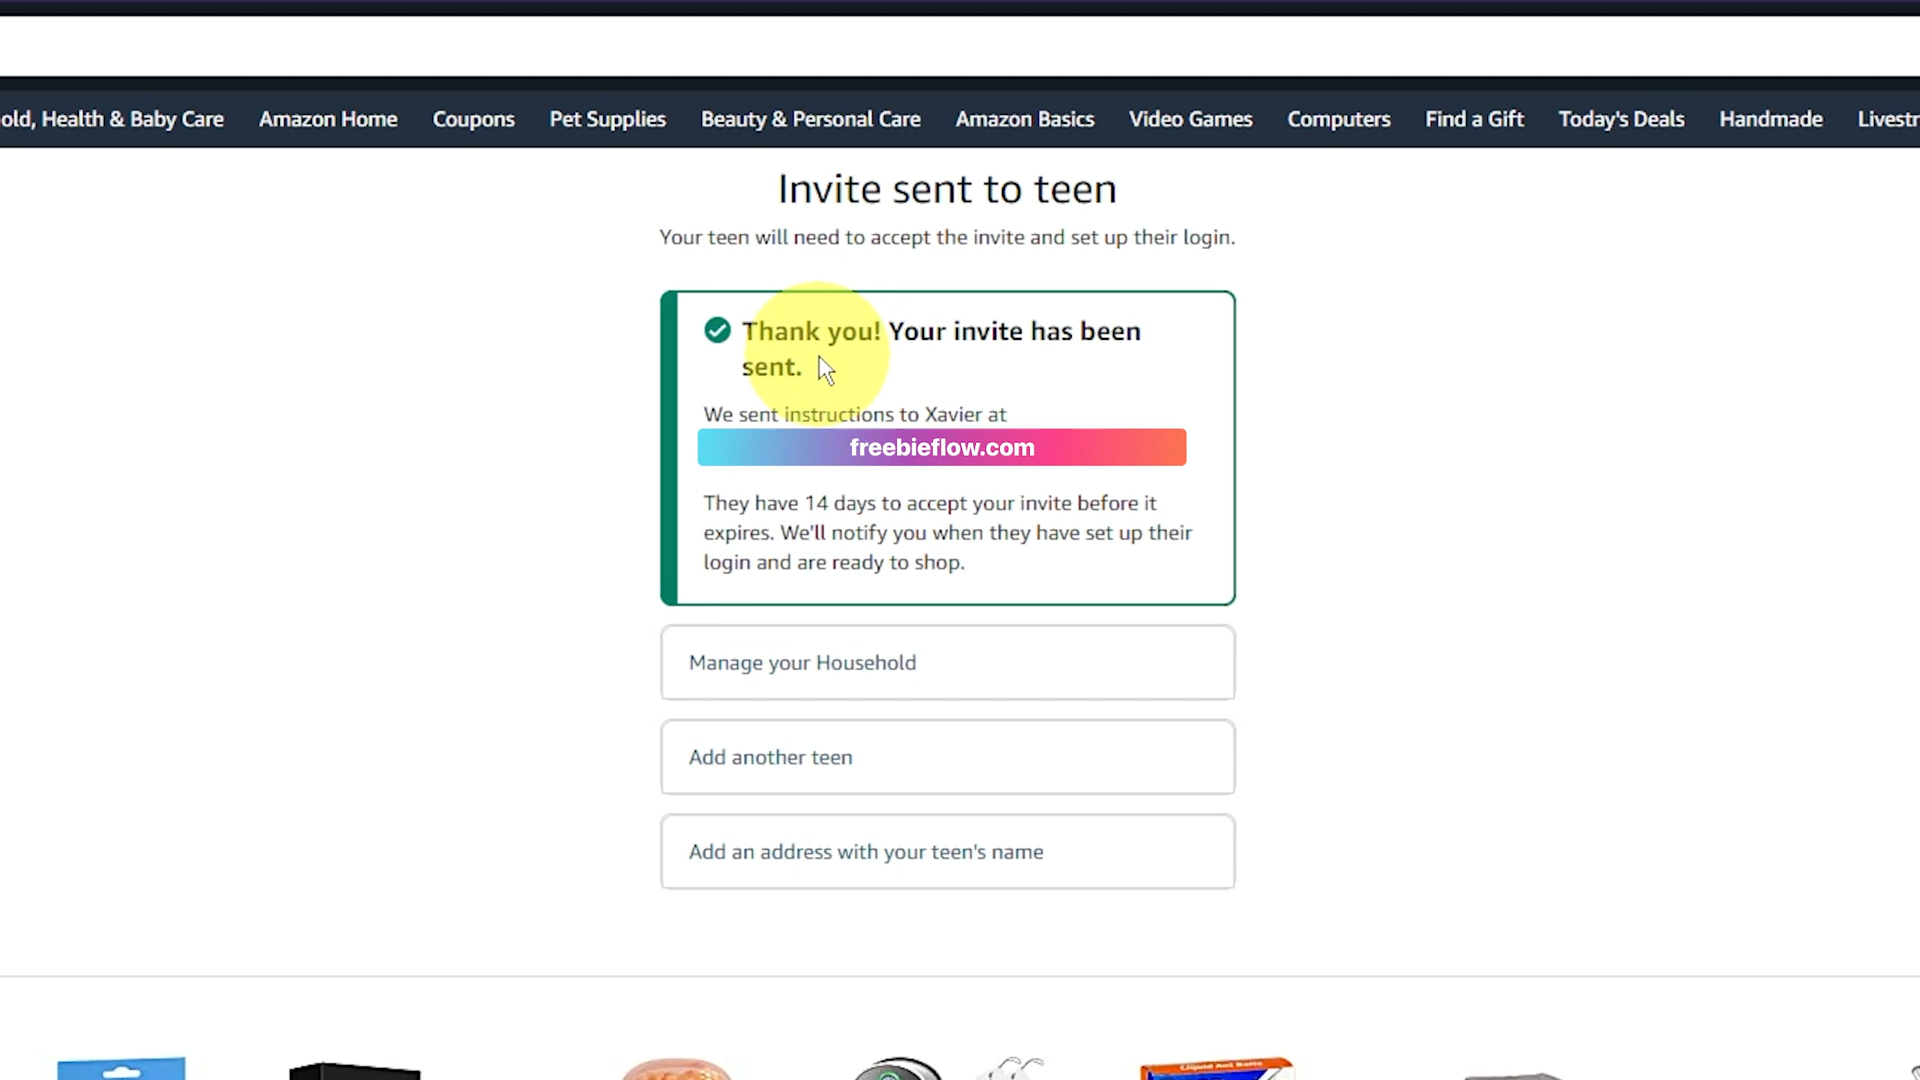 old, Health & Baby Care Amazon Home Coupons Pet Supplies Beauty & Personal Care Amazon Basics Video Games Computers Find a Gift Today's Deals Handmade Livestr
Invite sent to teen
Your teen will need to accept the invite and set up their login.
Thank you! Your invite has been
sent.
We sent instructions to Xavier at
freebieflow.com
They have 14 days to accept your invite before it
expires. We'll notify you when they have set up their
login and are ready to shop.
Manage your Household
Add another teen
Add an address with your teen's name